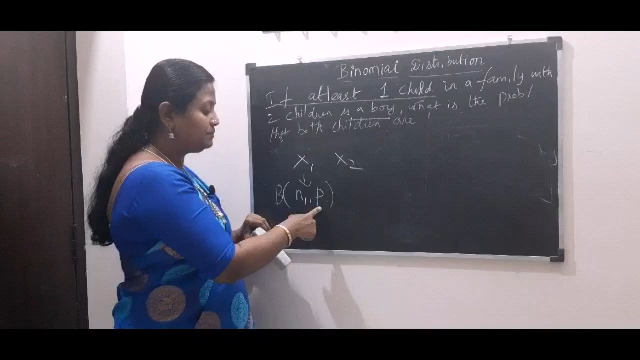 Binomial Distribution
If atleast 1 child in a family with
2 children is a boy, what is the prob/
that both children are
X₁ X₂
↓
B(n₁, p)